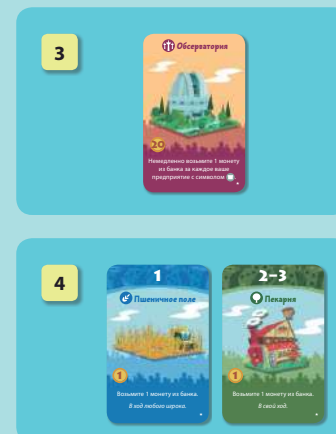 3
Обсерватория
20
Немедленно возьмите 1 монету
из банка за каждое ваше
предприятие с символом
4
1
Пшеничное поле
1
Возьмите 1 монету из банка.
В ход любого игрока.
2–3
Пекарня
1
Возьмите 1 монету из банка.
В свой ход.